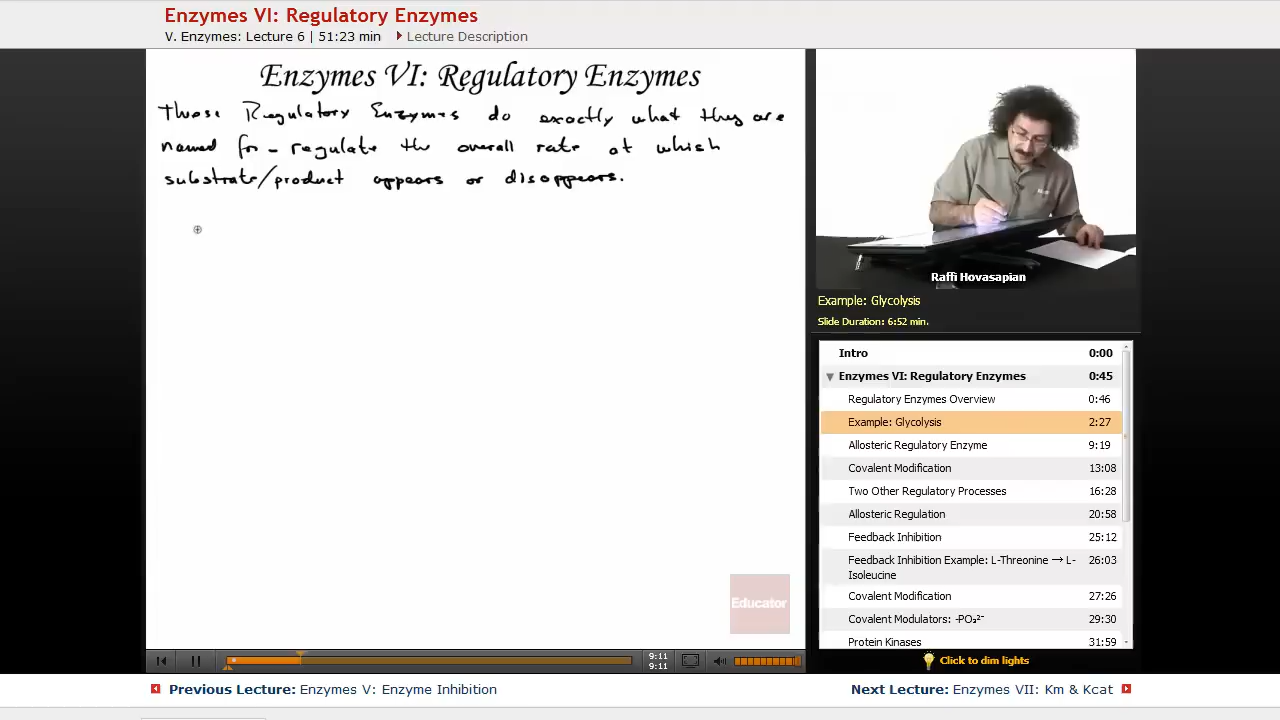 Enzymes VI: Regulatory Enzymes
V. Enzymes: Lecture 6 | 51:23 min
Lecture Description
Enzymes VI: Regulatory Enzymes
These Regulatory Enzymes do exactly what they are
named for - regulate the overall rate at which
substrate/product appears or disappears.
Educator
Raffi Hovasapian
Example: Glycolysis
Slide Duration: 6:52 min.
Intro 0:00
Enzymes VI: Regulatory Enzymes 0:45
Regulatory Enzymes Overview 0:46
Example: Glycolysis 2:27
Allosteric Regulatory Enzyme 9:19
Covalent Modification 13:08
Two Other Regulatory Processes 16:28
Allosteric Regulation 20:58
Feedback Inhibition 25:12
Feedback Inhibition Example: L-Threonine → L-
Isoleucine 26:03
Covalent Modification 27:26
Covalent Modulators: -PO₃²⁻ 29:30
Protein Kinases 31:59
9:11
9:11
Click to dim lights
Previous Lecture: Enzymes V: Enzyme Inhibition
Next Lecture: Enzymes VII: Km & Kcat